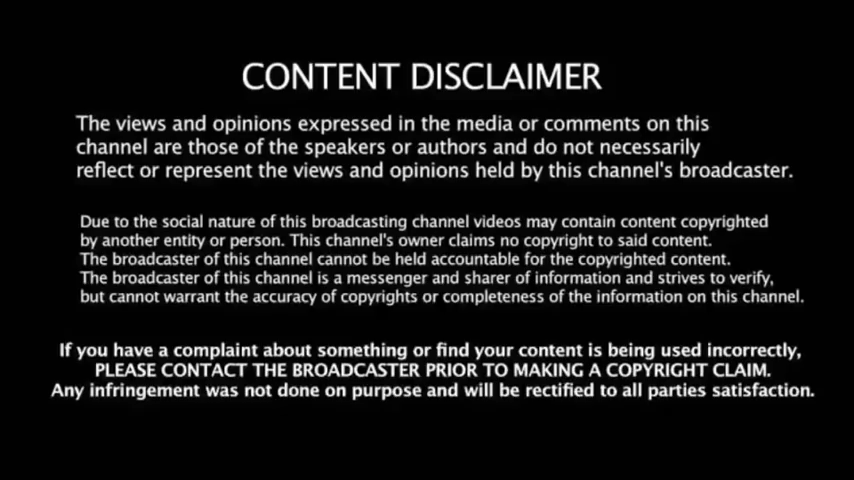 CONTENT DISCLAIMER
The views and opinions expressed in the media or comments on this
channel are those of the speakers or authors and do not necessarily
reflect or represent the views and opinions held by this channel's broadcaster.
Due to the social nature of this broadcasting channel videos may contain content copyrighted
by another entity or person. This channel's owner claims no copyright to said content.
The broadcaster of this channel cannot be held accountable for the copyrighted content.
The broadcaster of this channel is a messenger and sharer of information and strives to verify,
but cannot warrant the accuracy of copyrights or completeness of the information on this channel.
If you have a complaint about something or find your content is being used incorrectly,
PLEASE CONTACT THE BROADCASTER PRIOR TO MAKING A COPYRIGHT CLAIM.
Any infringement was not done on purpose and will be rectified to all parties satisfaction.